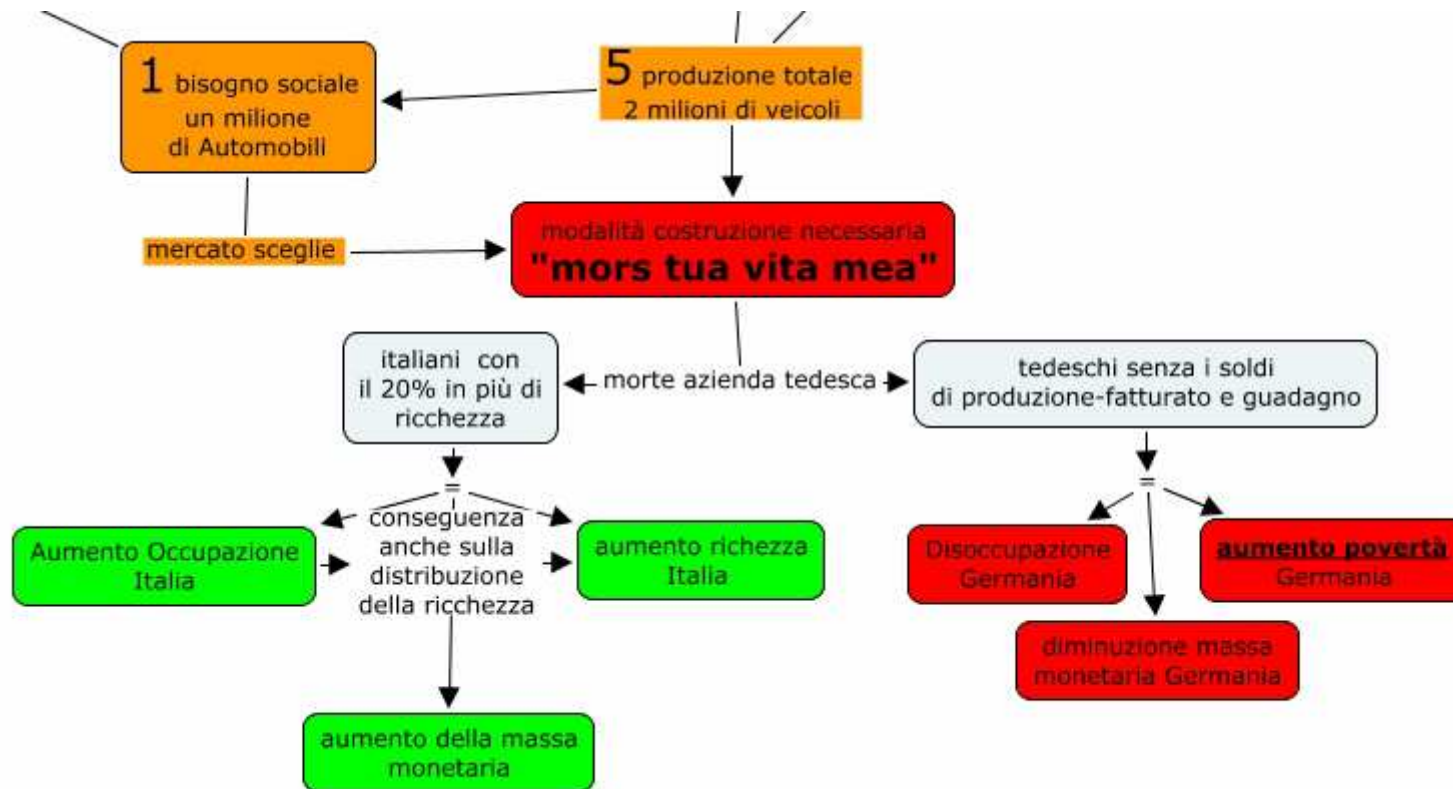 1 bisogno sociale
un milione
di Automobili
5 produzione totale
2 milioni di veicoli
mercato sceglie
modalità costruzione necessaria
"mors tua vita mea"
italiani con
il 20% in più di
ricchezza
morte azienda tedesca
tedeschi senza i soldi
di produzione-fatturato e guadagno
=
=
Aumento Occupazione
Italia
conseguenza
anche sulla
distribuzione
della ricchezza
aumento richezza
Italia
Disoccupazione
Germania
aumento povertà
Germania
diminuzione massa
monetaria Germania
aumento della massa
monetaria